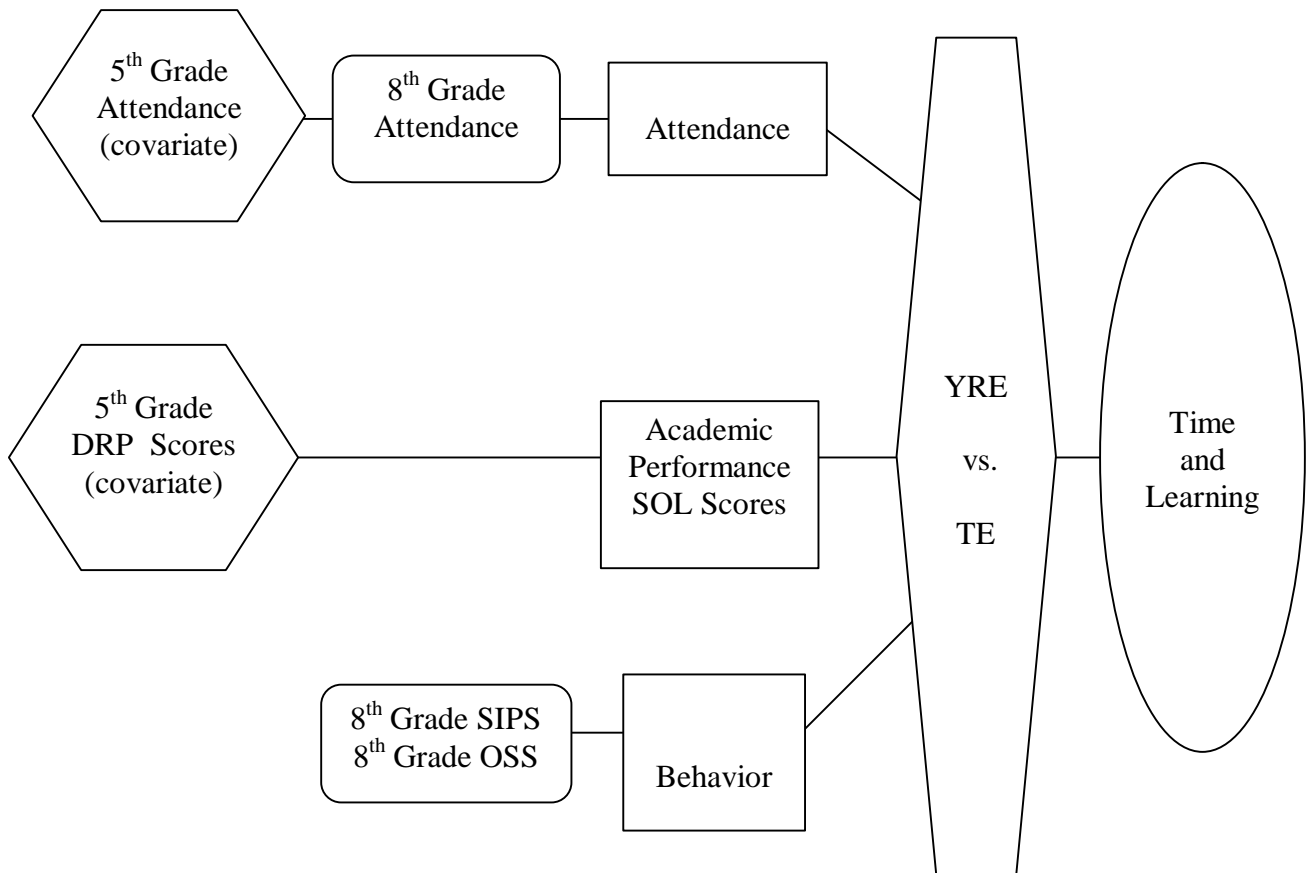 5th Grade
Attendance
(covariate)
8th Grade
Attendance
Attendance
5th Grade
DRP Scores
(covariate)
Academic
Performance
SOL Scores
8th Grade SIPS
8th Grade OSS
Behavior
YRE
vs.
TE
Time
and
Learning